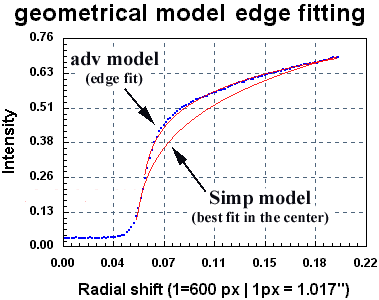 geometrical model edge fitting
0.76
adv model
(edge fit)
0.63
0.51
Intensity
0.38
0.26
Simp model
(best fit in the center)
0.13
0.00
0.00 0.04 0.07 0.11 0.15 0.18 0.22
Radial shift (1=600 px | 1px = 1.017")